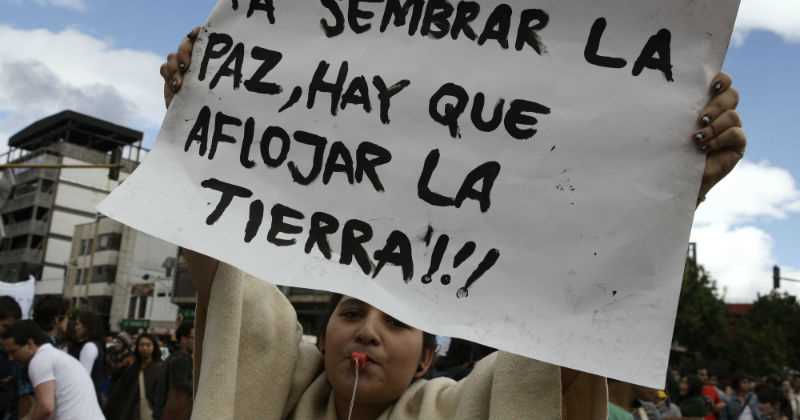 SEMBRAR LA
PAZ, HAY QUE
AFLOJAR LA
TIERRA!!!